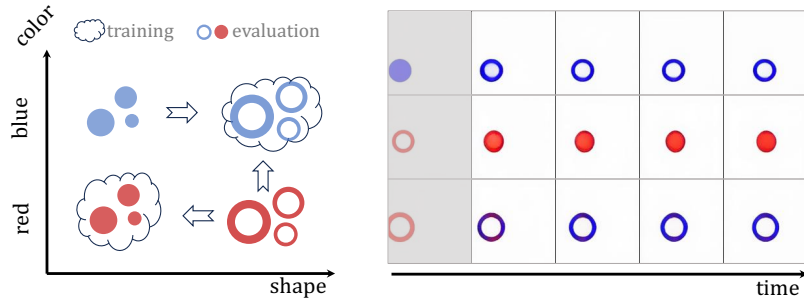 color
training
evaluation
blue
red
shape
time